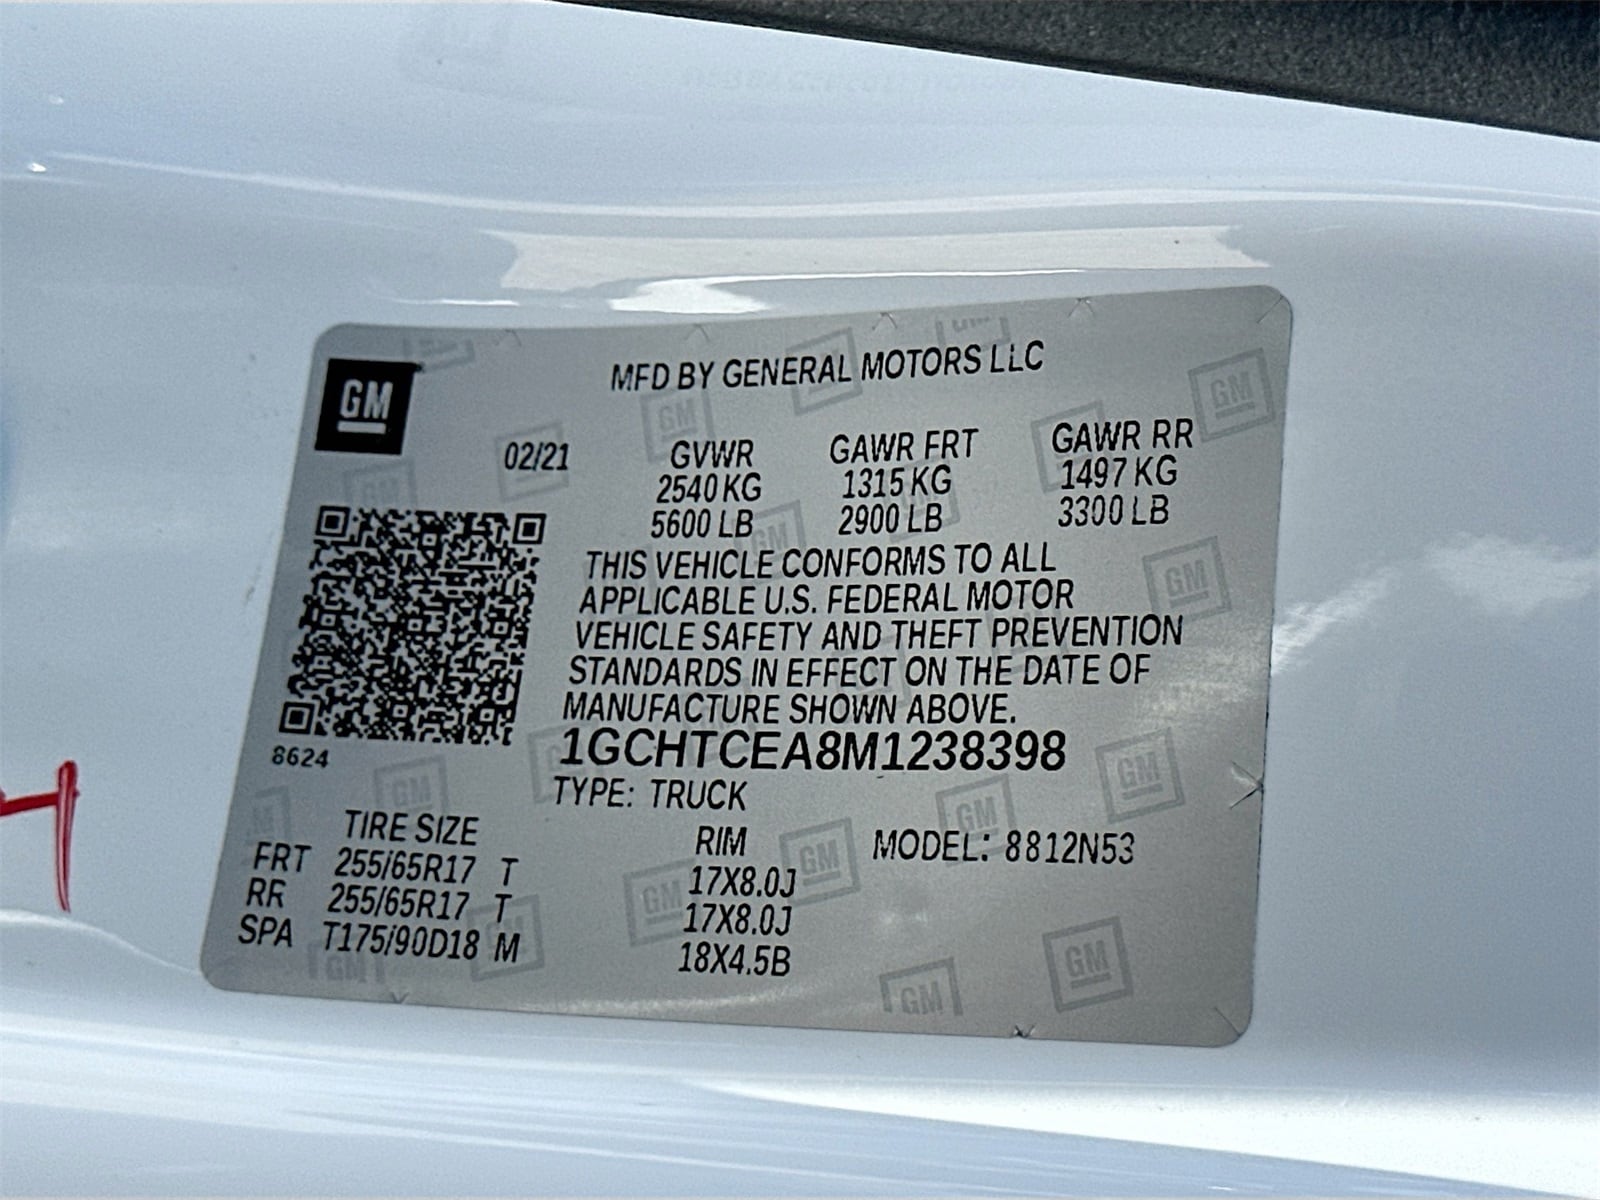 GM
MFD BY GENERAL MOTORS LLC
02/21 GVWR GAWR FRT GAWR RR
2540 KG 1315 KG 1497 KG
5600 LB 2900 LB 3300 LB
THIS VEHICLE CONFORMS TO ALL
APPLICABLE U.S. FEDERAL MOTOR
VEHICLE SAFETY AND THEFT PREVENTION
STANDARDS IN EFFECT ON THE DATE OF
MANUFACTURE SHOWN ABOVE.
8624
1GCHTCEA8M1238398
TYPE: TRUCK
TIRE SIZE RIM MODEL: 8812N53
FRT 255/65R17 T 17X8.0J
RR 255/65R17 T 17X8.0J
SPA T175/90D18 M 18X4.5B